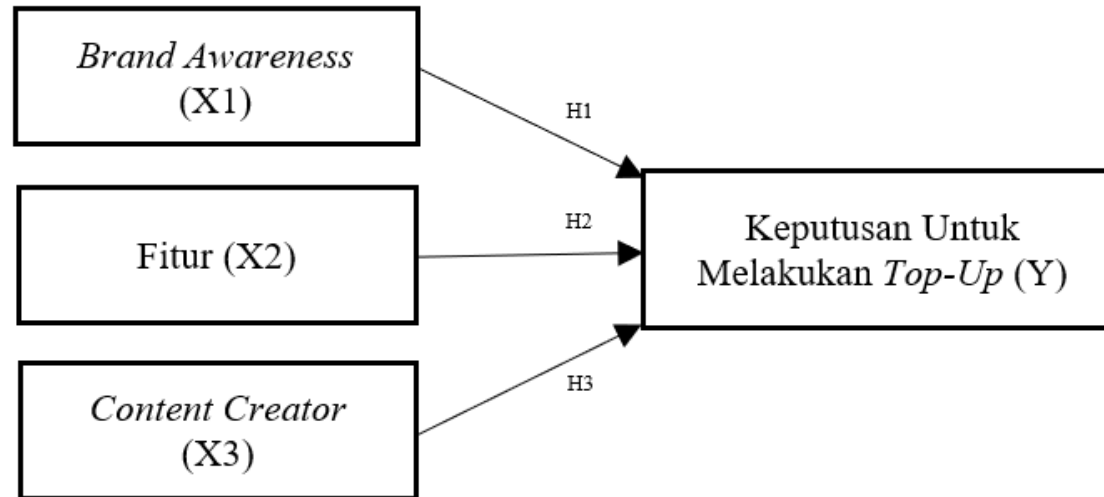 Brand Awareness
(X1)
H1
Fitur (X2)
H2
Keputusan Untuk
Melakukan Top-Up (Y)
Content Creator
(X3)
H3